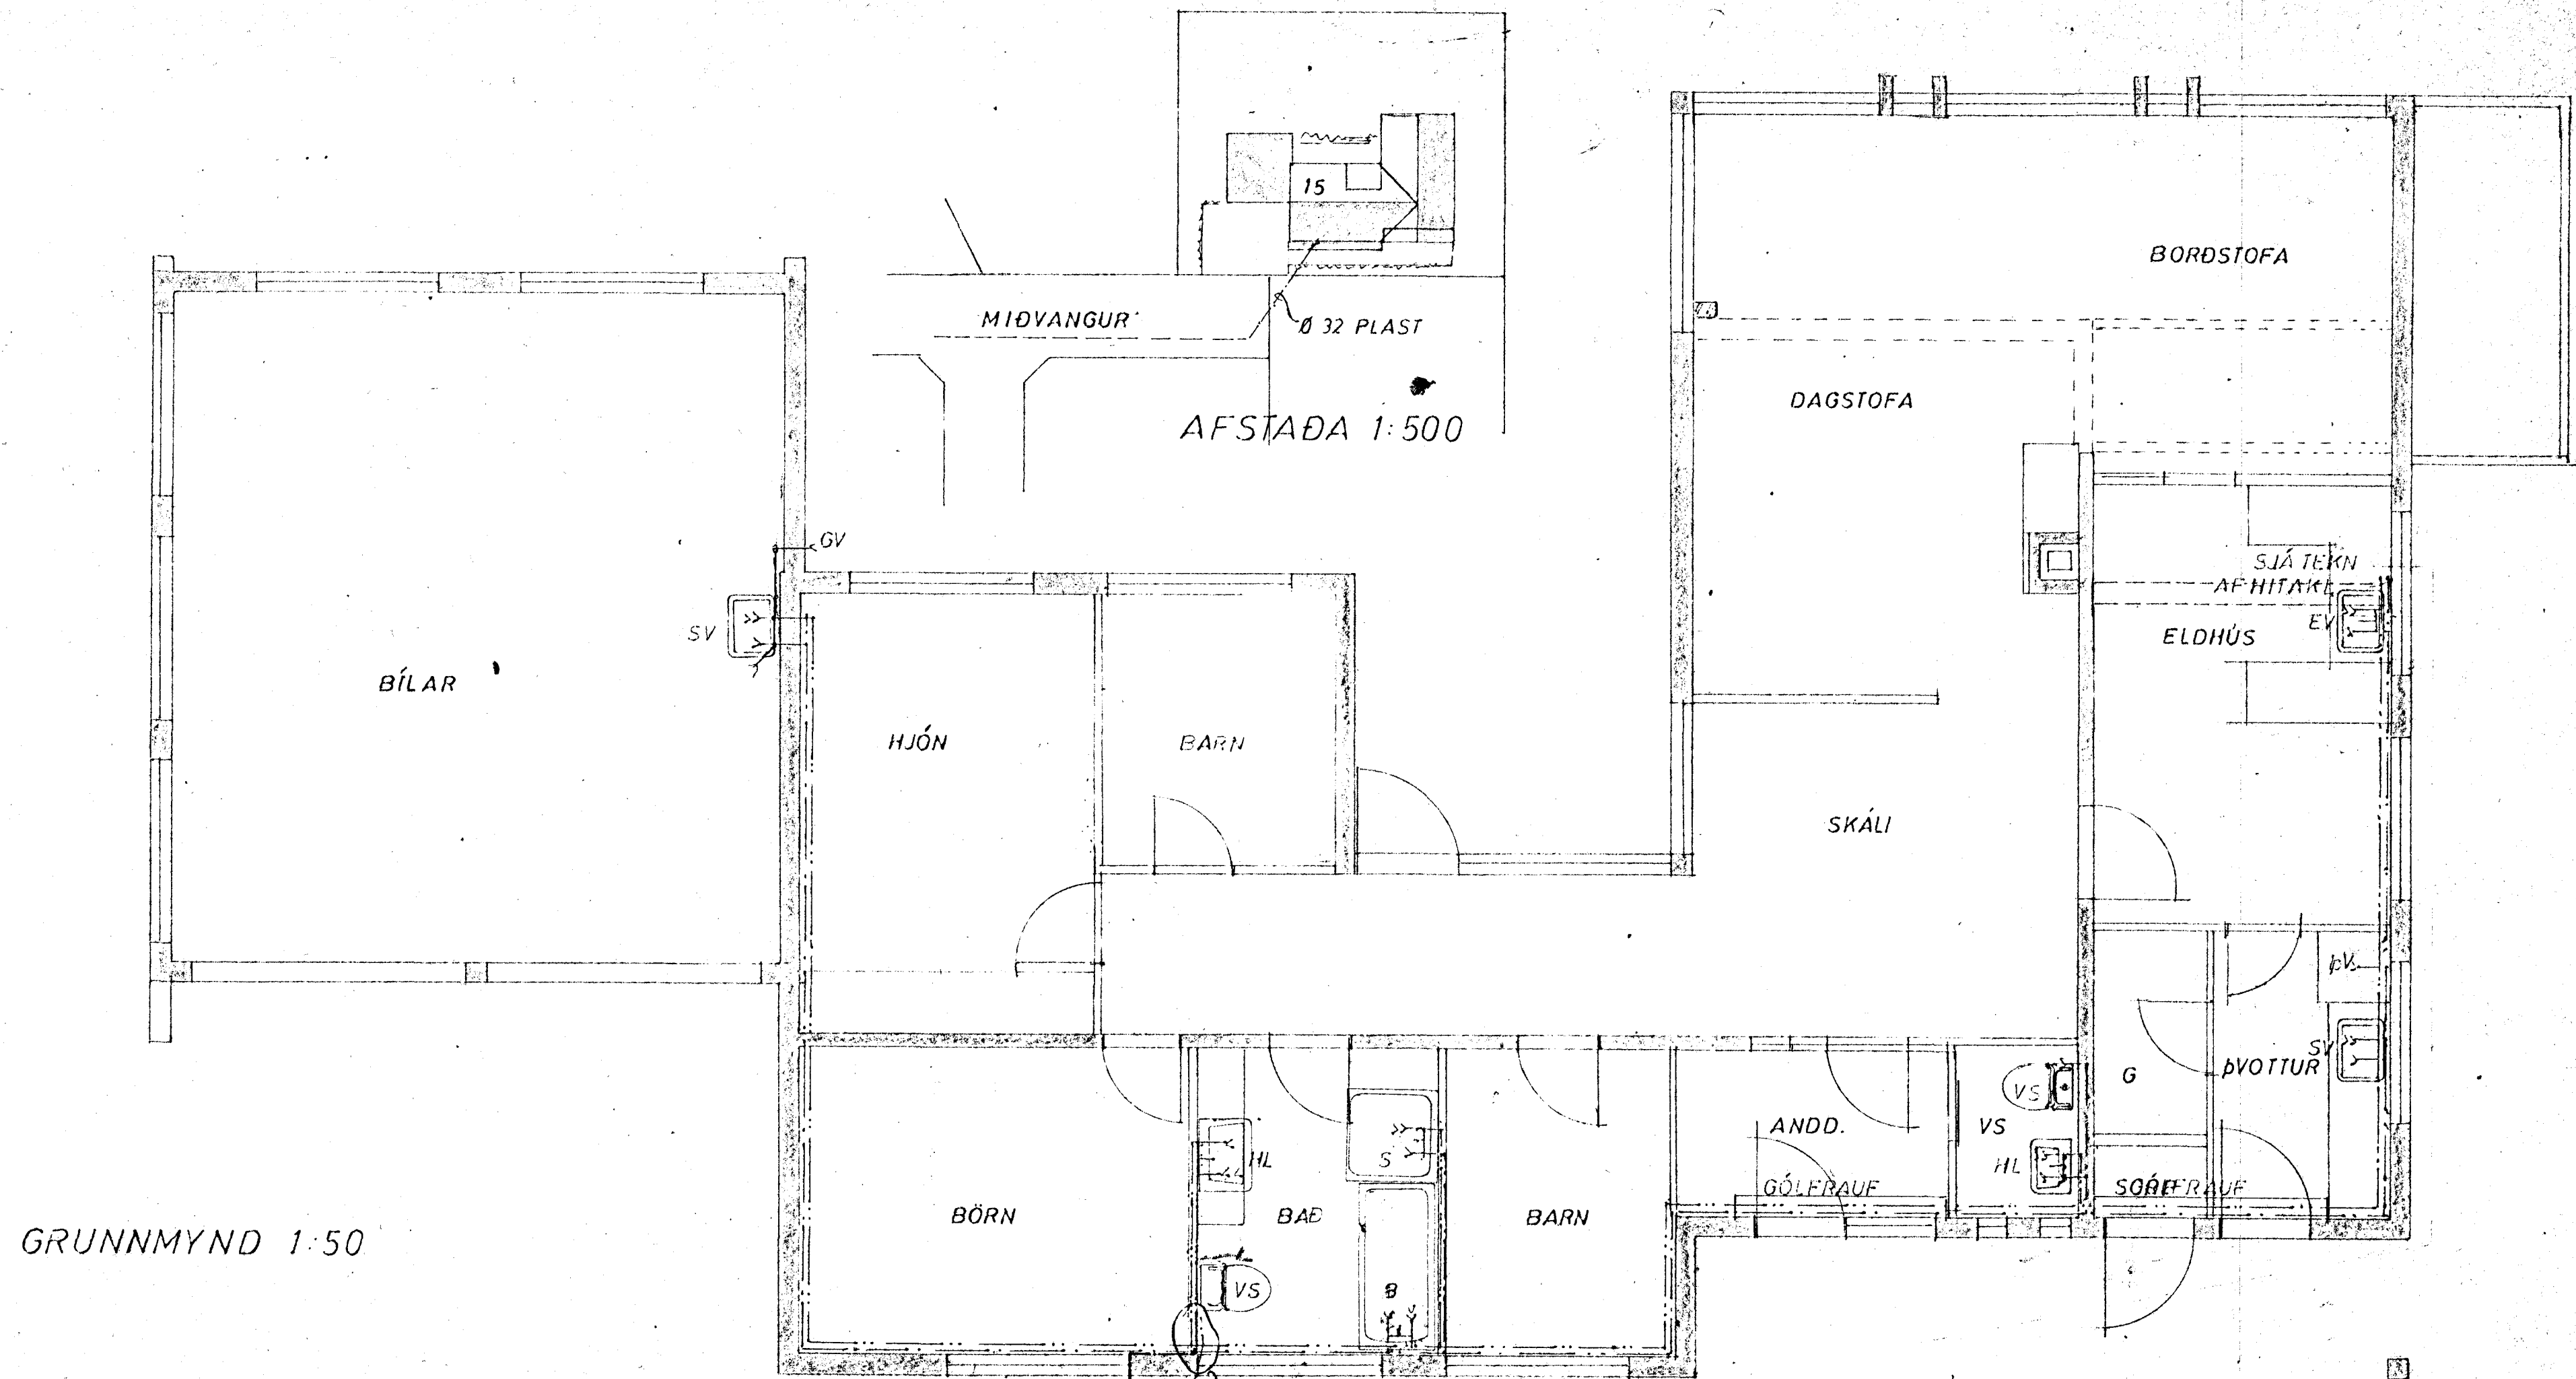 15
BORÐSTOFA
MIÐVANGUR
Ø 32 PLAST
DAGSTOFA
AFSTAÐA 1:500
GV
SJÁ TEKN
AF HITAKL
SV
EV
ELDHÚS
BÍLAR
HJÓN
BARN
SKÁLI
ÞV
SV
ÞVOTTUR
G
VS
ANDD.
VS
HL
S
HL
GÓLFRAUF
BÖRN
BAÐ
BARN
GRUNNMYND 1:50
VS
B